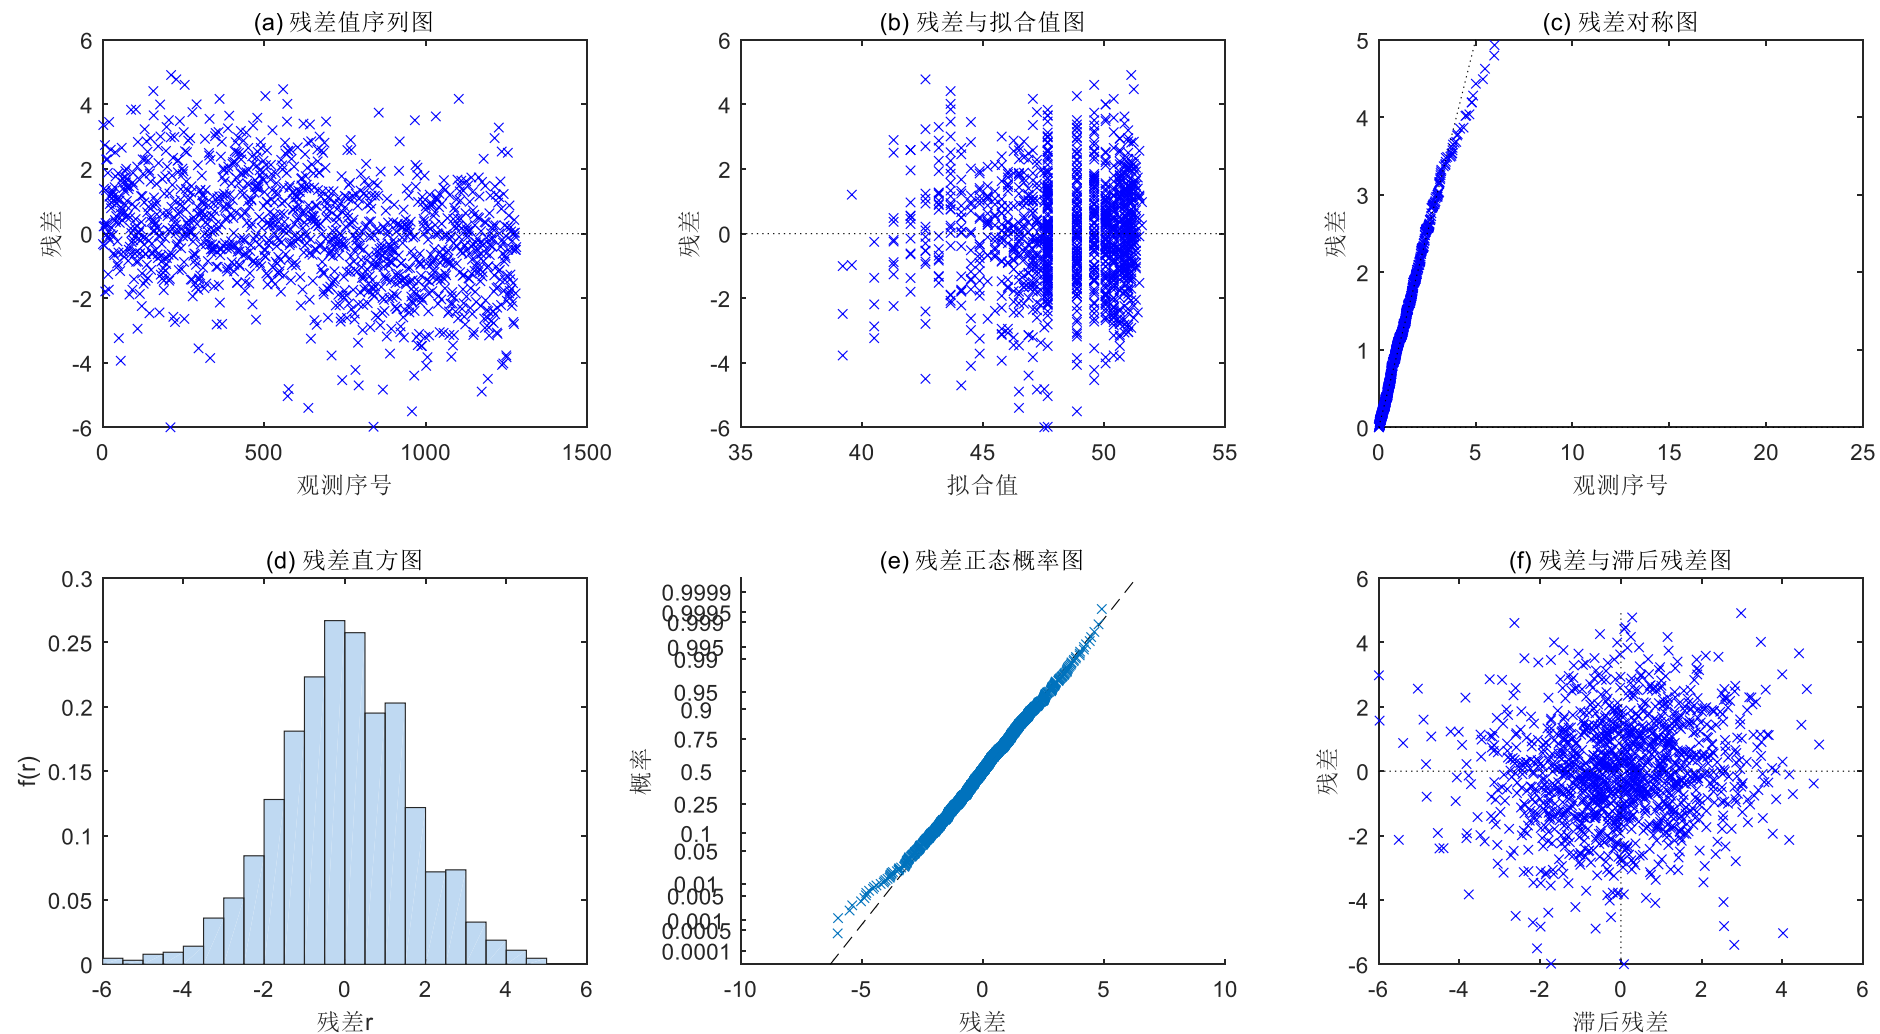 (a) 残差值序列图
6
4
2
0
-2
-4
-6
残差
0 500 1000 1500
观测序号
(b) 残差与拟合值图
6
4
2
0
-2
-4
-6
残差
35 40 45 50 55
拟合值
(c) 残差对称图
5
4
3
2
1
0
残差
0 5 10 15 20 25
观测序号
(d) 残差直方图
0.3
0.25
0.2
0.15
0.1
0.05
0
f(r)
-6 -4 -2 0 2 4 6
残差r
(e) 残差正态概率图
0.9999
0.9995
0.999
0.995
0.99
0.95
0.9
0.75
0.5
0.25
0.1
0.05
0.01
0.005
0.001
0.0005
0.0001
概率
-10 -5 0 5 10
残差
(f) 残差与滞后残差图
6
4
2
0
-2
-4
-6
残差
-6 -4 -2 0 2 4 6
滞后残差